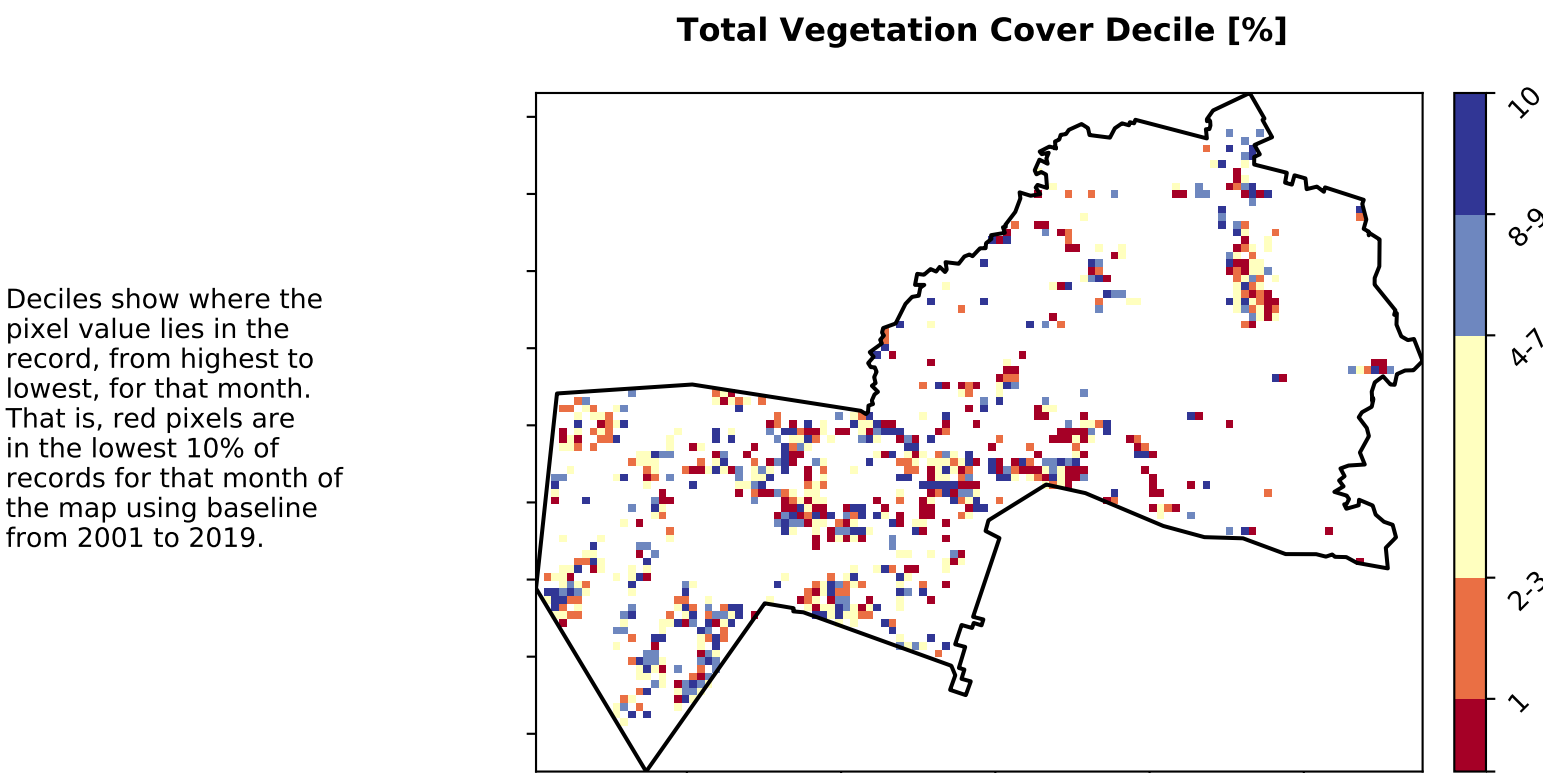 Total Vegetation Cover Decile [%]
Deciles show where the
pixel value lies in the
record, from highest to
lowest, for that month.
That is, red pixels are
in the lowest 10% of
records for that month of
the map using baseline
from 2001 to 2019.
10
8-9
4-7
2-3
1